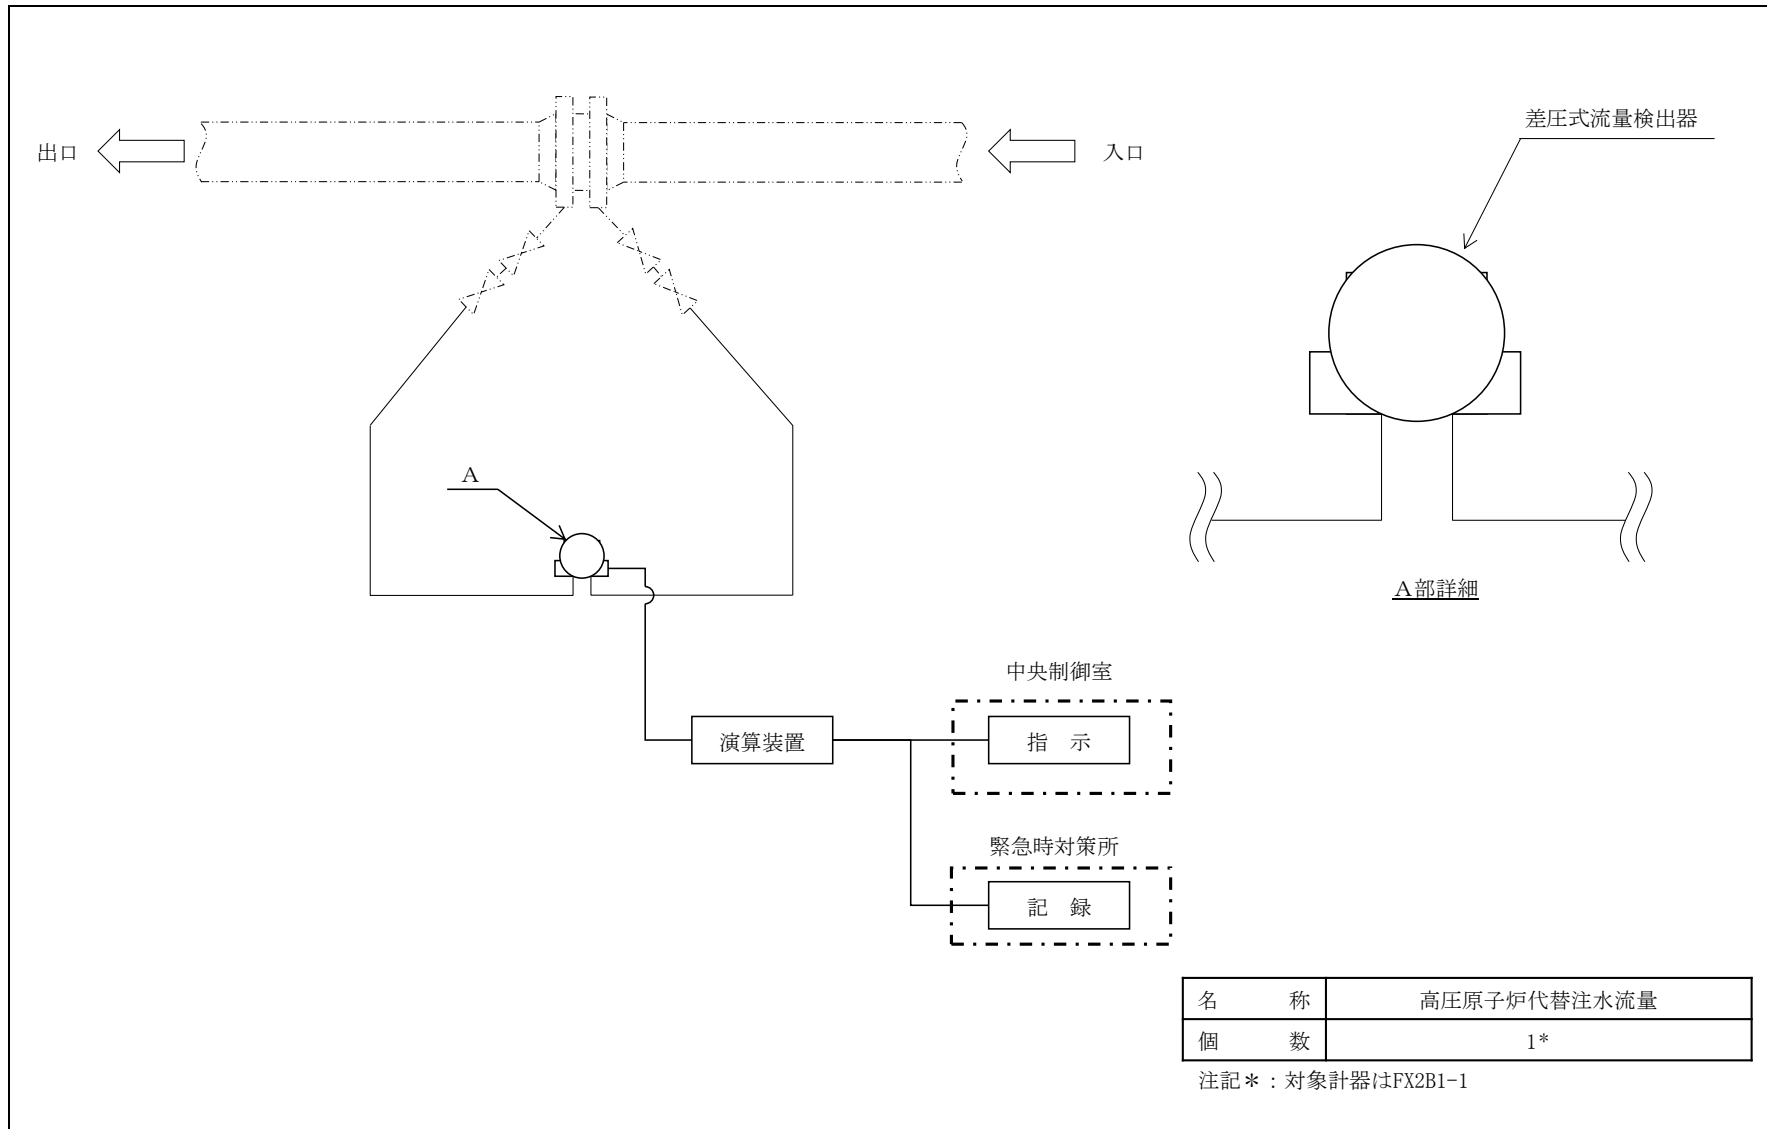 差圧式流量検出器
出口
入口
A
A部詳細
中央制御室
演算装置
指 示
緊急時対策所
記 録
名 称 高圧原子炉代替注水流量
個 数 1*
注記*:対象計器はFX2B1-1